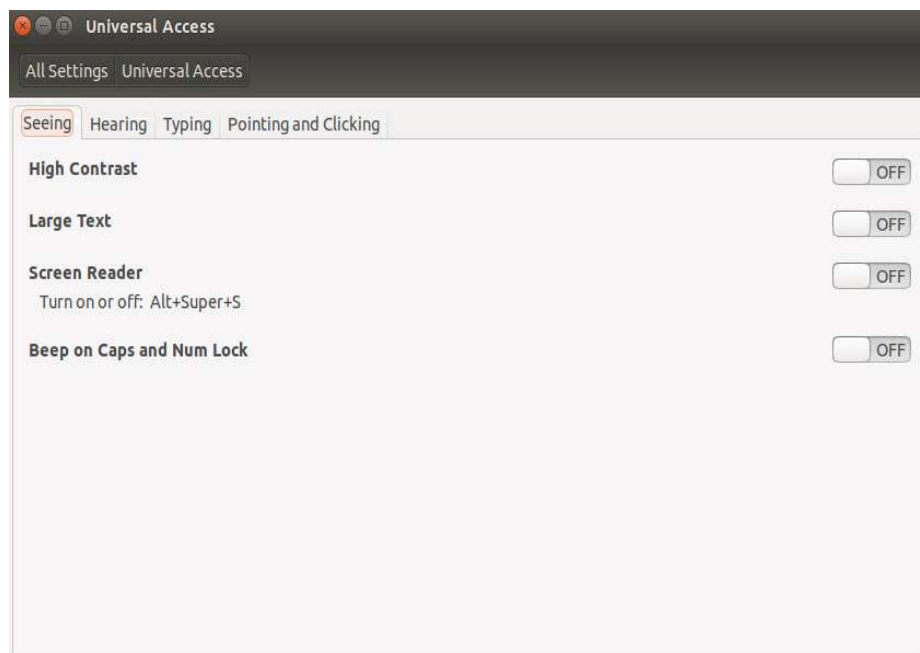 Universal Access
All Settings Universal Access
Seeing Hearing Typing Pointing and Clicking
High Contrast OFF
Large Text OFF
Screen Reader OFF
Turn on or off: Alt+Super+S
Beep on Caps and Num Lock OFF